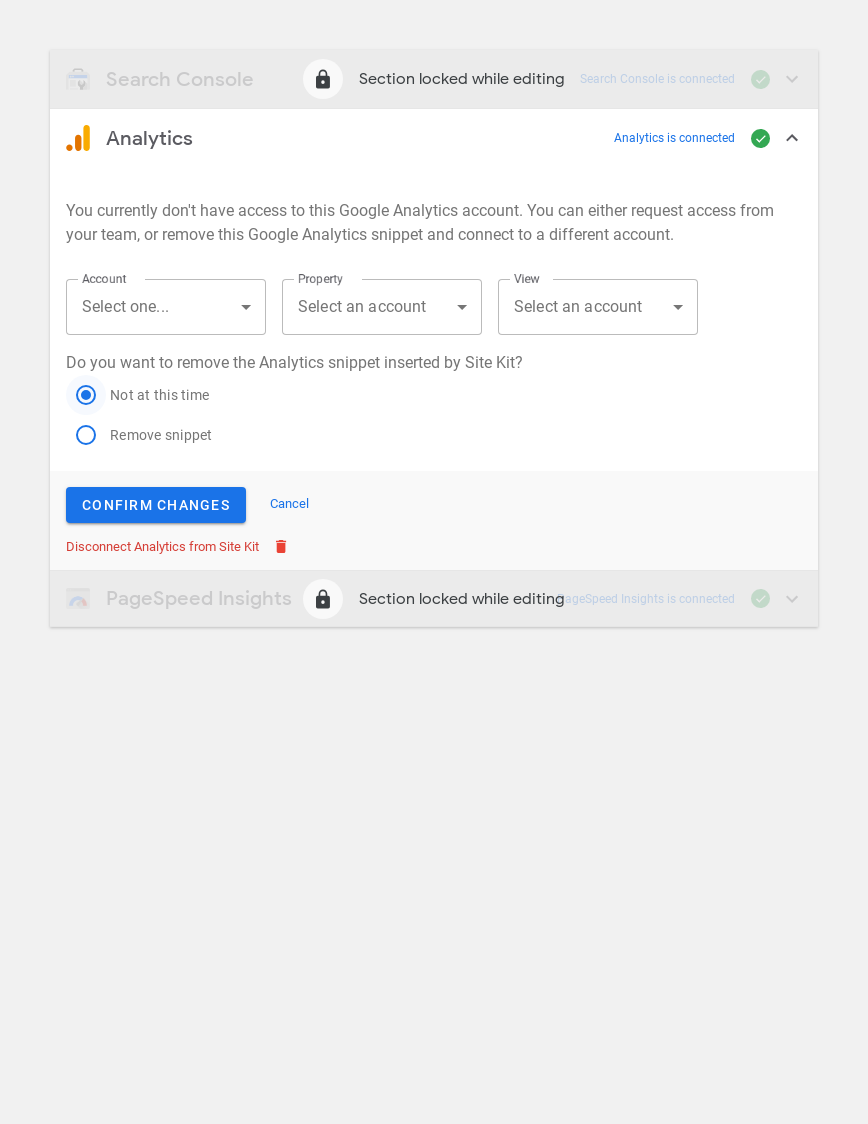 Search Console Section locked while editing Search Console is connected
Analytics Analytics is connected
You currently don't have access to this Google Analytics account. You can either request access from
your team, or remove this Google Analytics snippet and connect to a different account.
Account Property View
Select one... Select an account Select an account
Do you want to remove the Analytics snippet inserted by Site Kit?
Not at this time
Remove snippet
CONFIRM CHANGES Cancel
Disconnect Analytics from Site Kit
PageSpeed Insights Section locked while editing PageSpeed Insights is connected